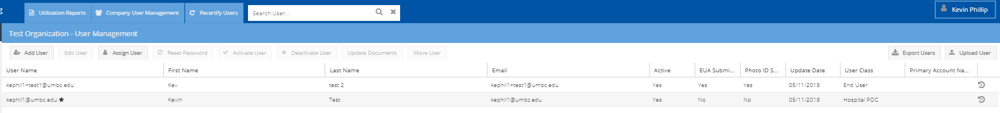 g Utilization Reports Company User Management Recertify Users Search User... Kevin Phillip
Test Organization - User Management
Add User Edit User Assign User Reset Password Activate User Deactivate User Update Documents Move User Export Users Upload User
User Name First Name Last Name Email Active EUA Submi... Photo ID S... Update Date User Class Primary Account Na...
kephil1+test1@umbc.edu Kev test 2 kephil1+test1@umbc.edu Yes Yes Yes 05/11/2018 End User
kephil1@umbc.edu Kevin Test kephil1@umbc.edu Yes No No 05/11/2018 Hospital POC